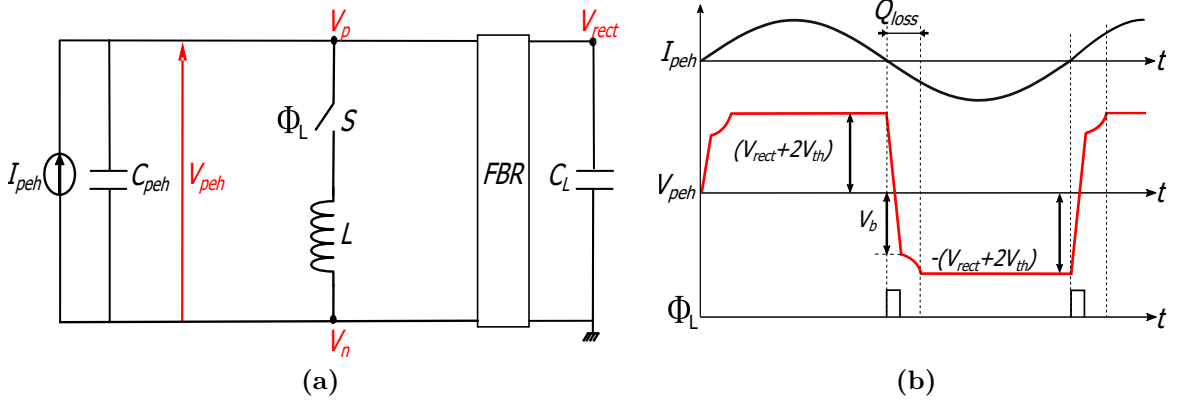 V_p
V_rect
Φ_L
S
I_peh
C_peh
V_peh
FBR
C_L
L
V_n
(a)
Q_loss
I_peh
t
(V_rect+2V_th)
V_peh
t
V_b
-(V_rect+2V_th)
Φ_L
t
(b)